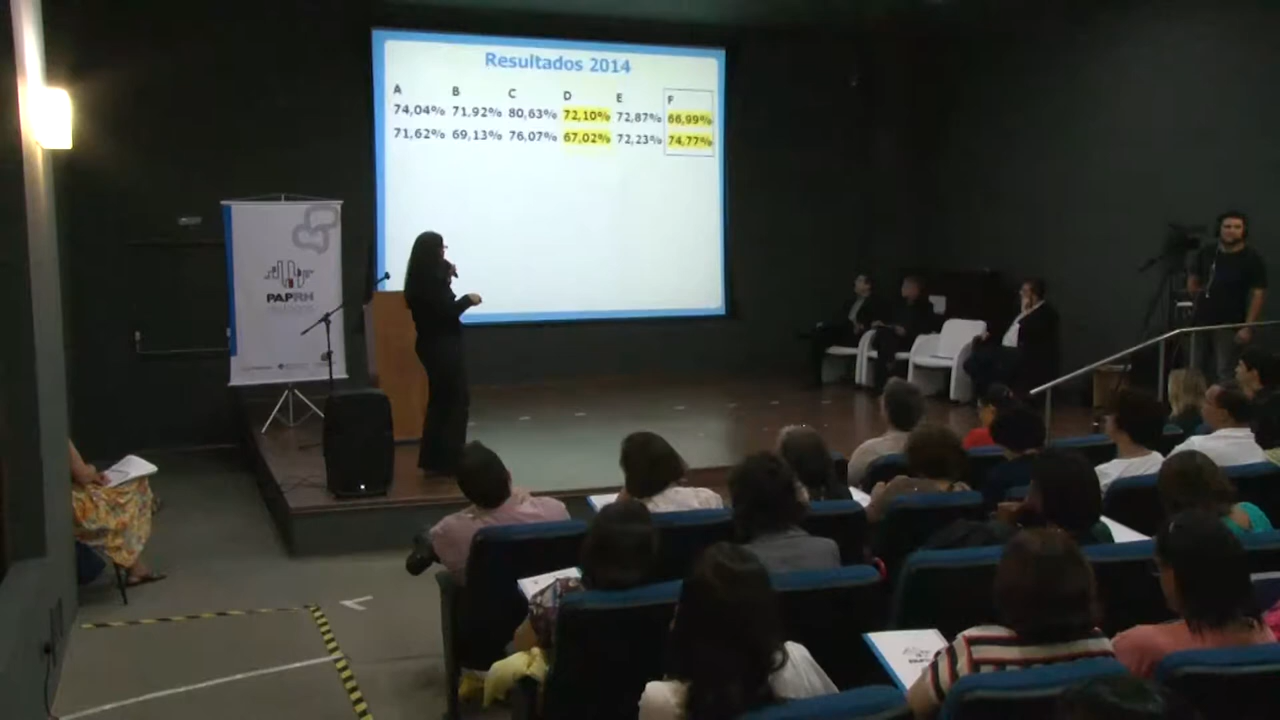 Resultados 2014
A B C D E F
74,04% 71,92% 80,63% 72,10% 72,87% 66,99%
71,62% 69,13% 76,07% 67,02% 72,23% 74,77%
PAPRH